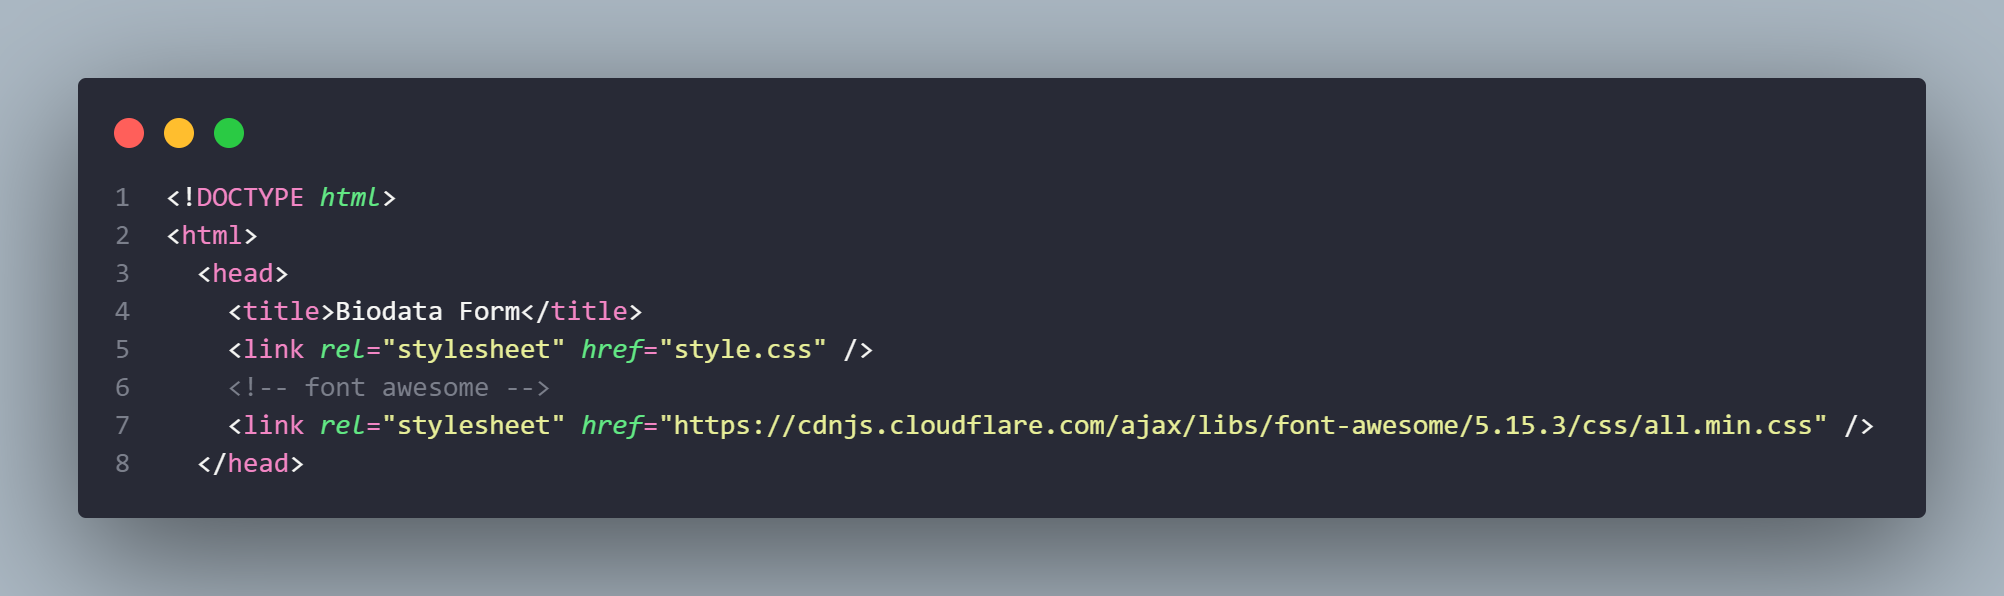 1 <!DOCTYPE html>
2 <html>
3   <head>
4     <title>Biodata Form</title>
5     <link rel="stylesheet" href="style.css" />
6     <!-- font awesome -->
7     <link rel="stylesheet" href="https://cdnjs.cloudflare.com/ajax/libs/font-awesome/5.15.3/css/all.min.css" />
8   </head>